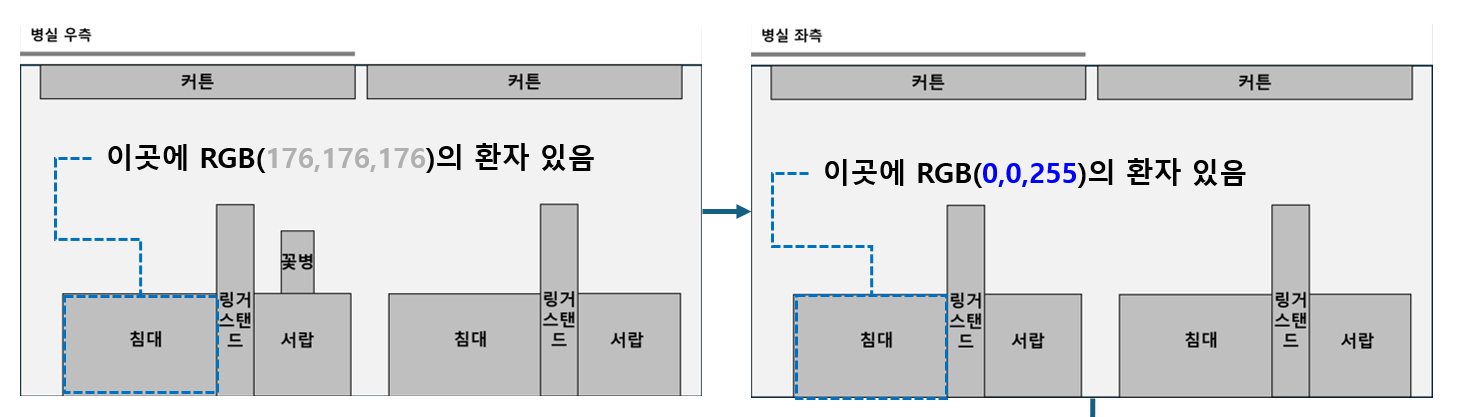 병실 우측
커튼
커튼
이곳에 RGB(176,176,176)의 환자 있음
꽃병
침대
링거
스탠
드
서랍
침대
링거
스탠
드
서랍
병실 좌측
커튼
커튼
이곳에 RGB(0,0,255)의 환자 있음
침대
링거
스탠
드
서랍
침대
링거
스탠
드
서랍